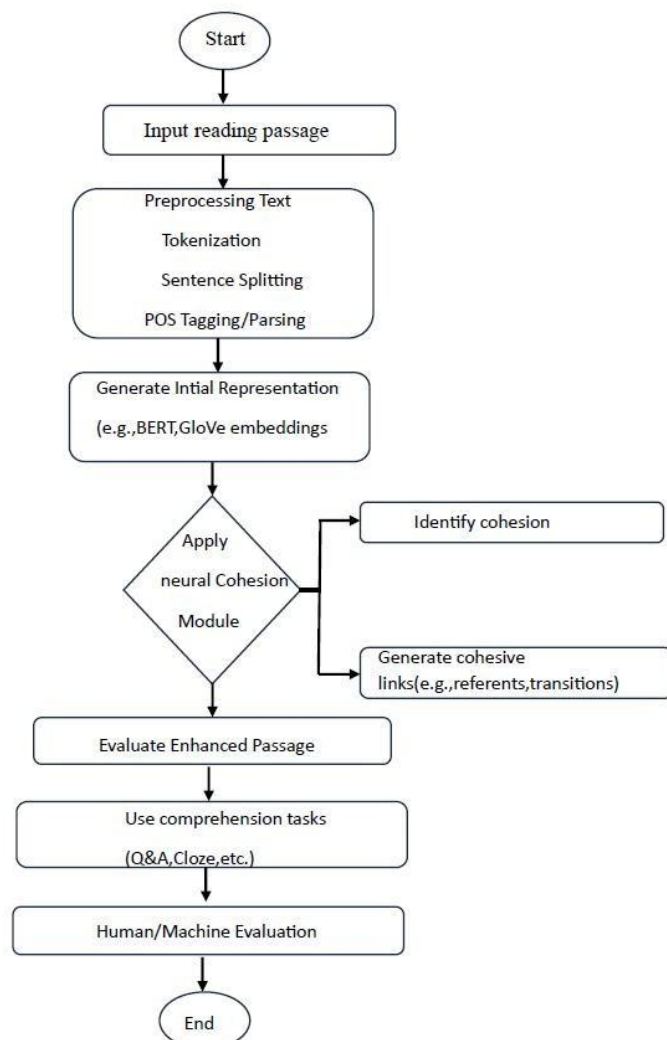 Start
Input reading passage
Preprocessing Text
Tokenization
Sentence Splitting
POS Tagging/Parsing
Generate Intial Representation
(e.g.,BERT,GloVe embeddings
Apply
neural Cohesion
Module
Identify cohesion
Generate cohesive
links(e.g.,referents,transitions)
Evaluate Enhanced Passage
Use comprehension tasks
(Q&A,Cloze,etc.)
Human/Machine Evaluation
End